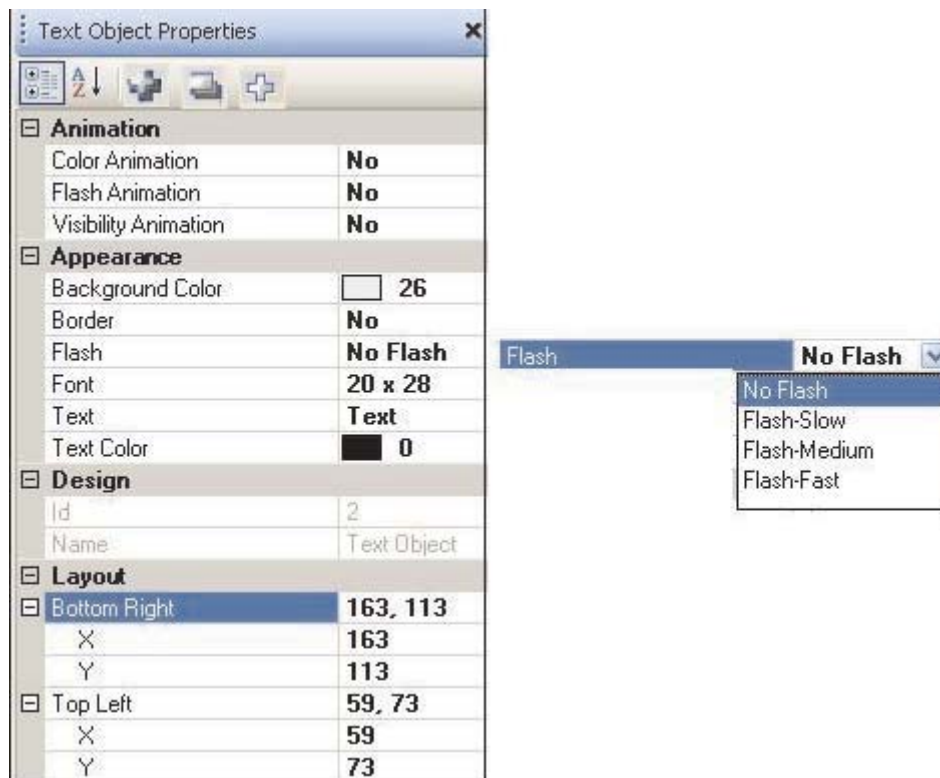 Text Object Properties
A
Z
Animation
Color Animation No
Flash Animation No
Visibility Animation No
Appearance
Background Color 26
Border No
Flash No Flash
Font 20 x 28
Text Text
Text Color 0
Design
Id 2
Name Text Object
Layout
Bottom Right 163, 113
X 163
Y 113
Top Left 59, 73
X 59
Y 73
Flash No Flash
No Flash
Flash-Slow
Flash-Medium
Flash-Fast